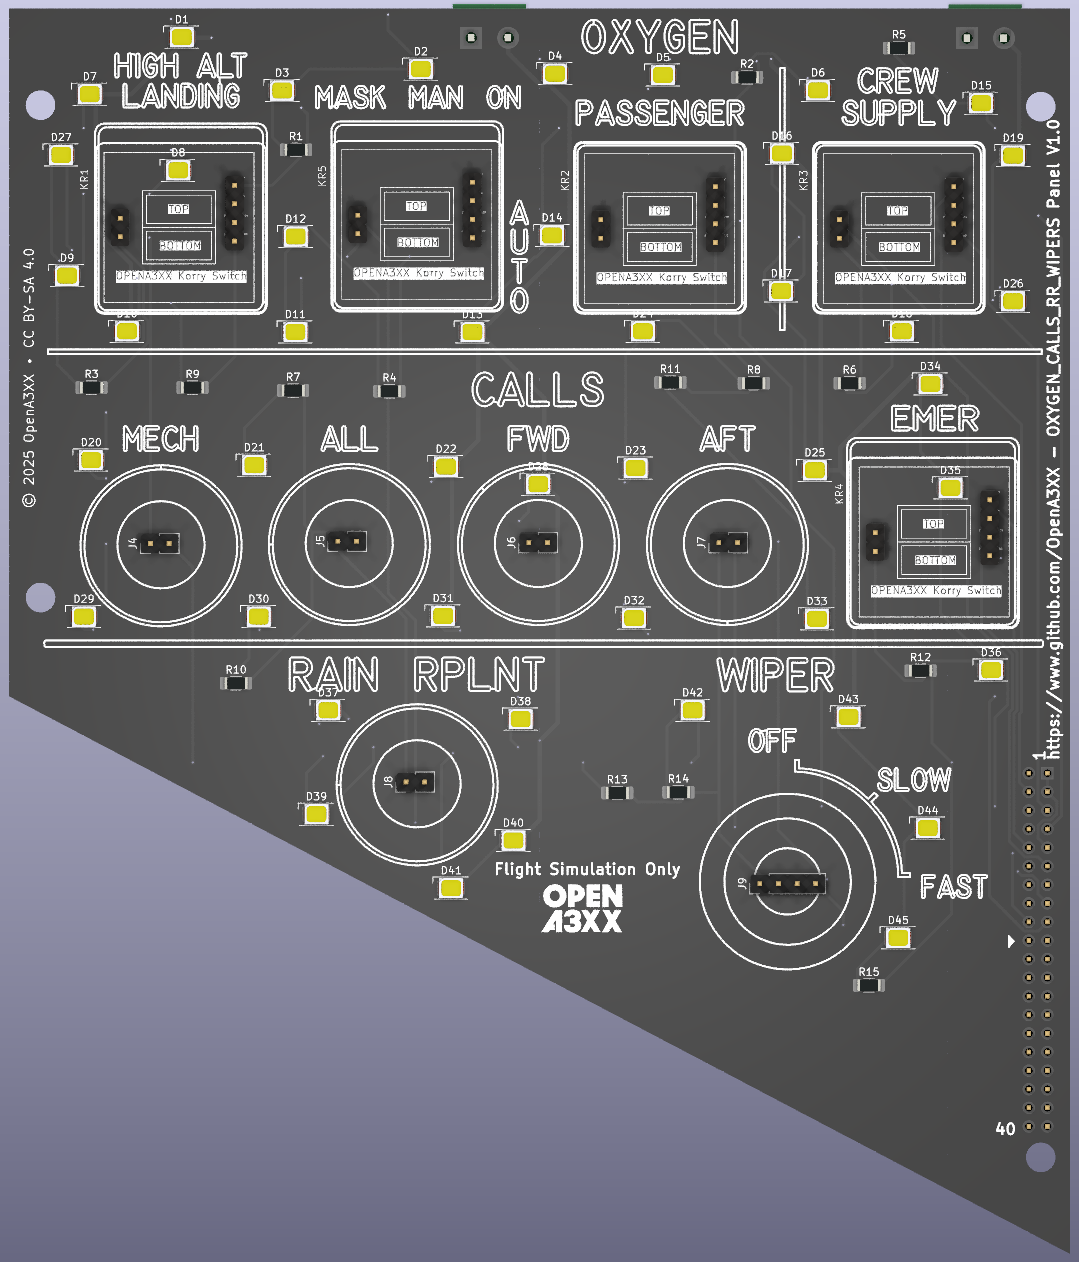 D1
OXYGEN
R5
D2
D4
D5
R2
D6
HIGH ALT
LANDING
D7
D3
MASK MAN ON
PASSENGER
CREW
SUPPLY
D15
D27
D8
R1
D16
D19
KR1
KR5
KR2
KR3
TOP
BOTTOM
OPENA3XX Korry Switch
D12
TOP
BOTTOM
OPENA3XX Korry Switch
AUTO
D14
TOP
BOTTOM
OPENA3XX Korry Switch
D17
TOP
BOTTOM
OPENA3XX Korry Switch
D9
D26
D11
D13
© 2025 OpenA3XX • CC BY-SA 4.0
https://www.github.com/OpenA3XX - OXYGEN_CALLS_RR_WIPERS Panel V1.0
R3
R9
R7
R4
CALLS
R11
R8
R6
D34
EMER
MECH
ALL
FWD
AFT
D20
D21
D22
D23
D25
D28
D35
KR4
TOP
BOTTOM
OPENA3XX Korry Switch
J4
J5
J6
J7
D29
D30
D31
D32
D33
RAIN RPLNT
WIPER
R10
R12
D36
D37
D38
D42
D43
OFF
1
SLOW
J8
R13
R14
D39
D40
D44
D41
Flight Simulation Only
OPEN
A3XX
J9
FAST
D45
R15
40